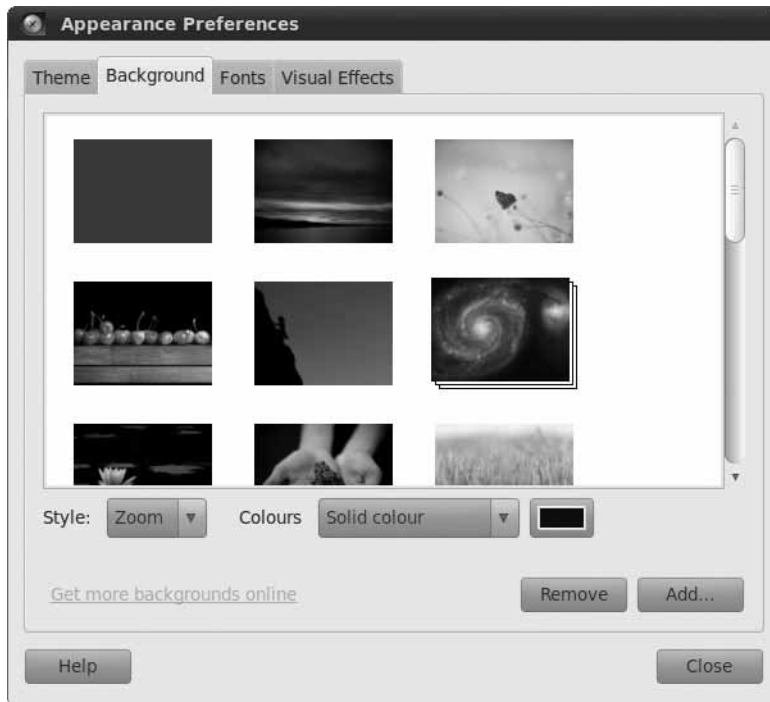 Appearance Preferences
Theme Background Fonts Visual Effects
Style: Zoom Colours Solid colour
Get more backgrounds online Remove Add...
Help Close